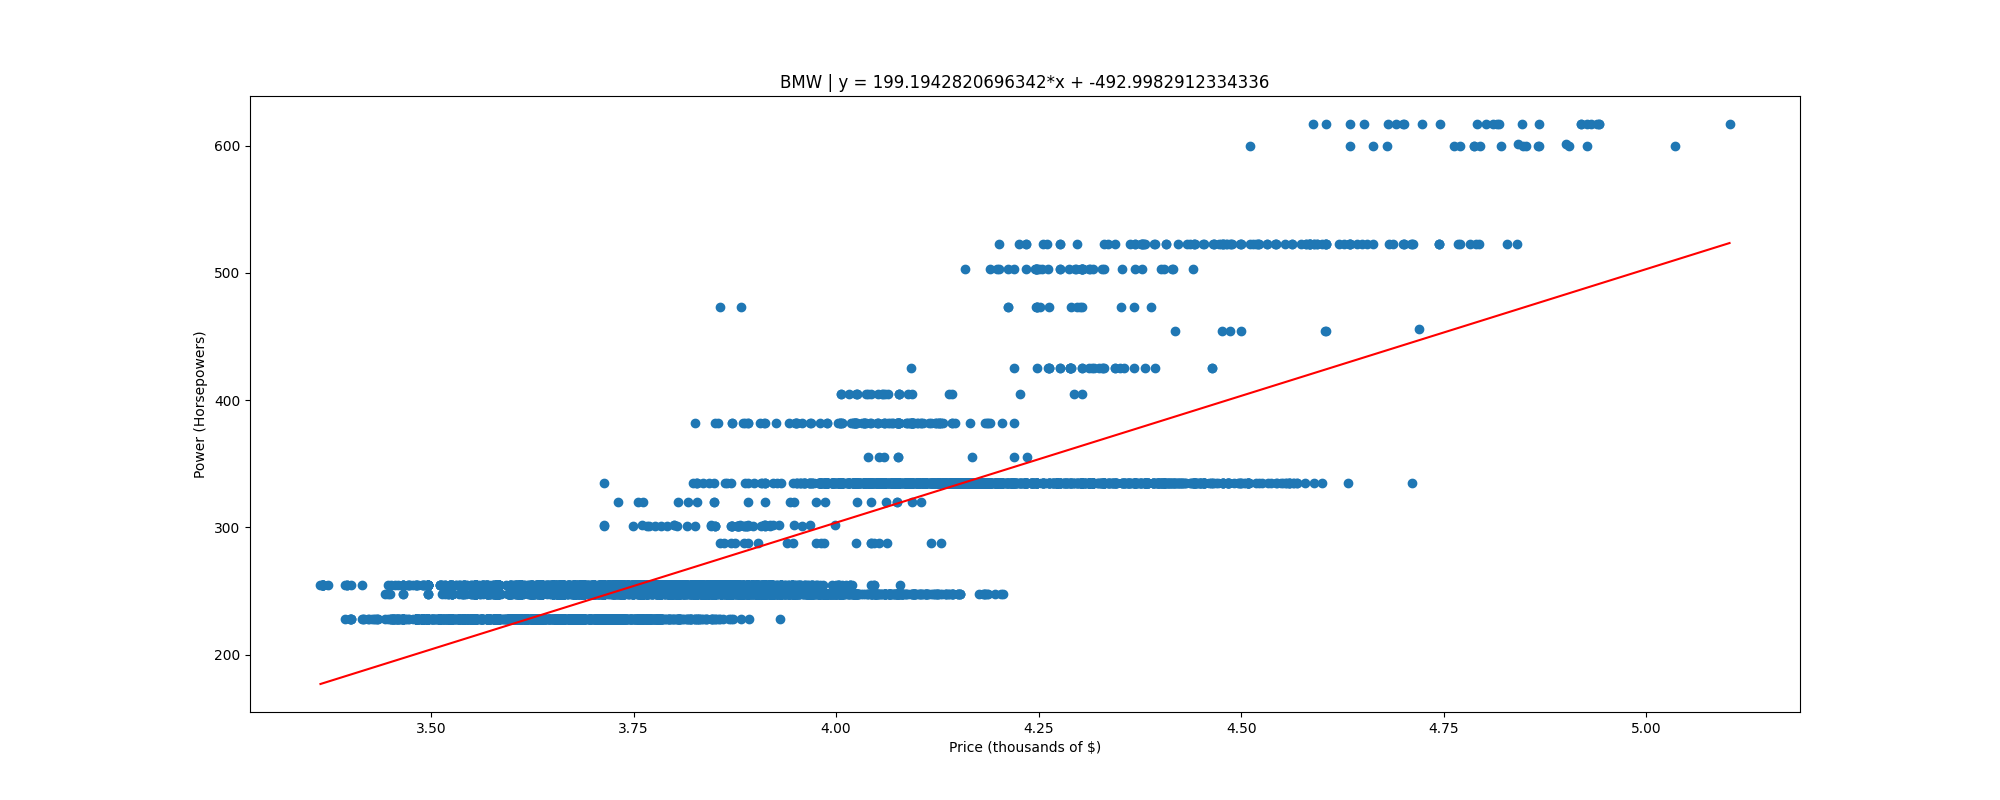 BMW | y = 199.1942820696342*x + -492.9982912334336
600
500
400
300
200
Power (Horsepowers)
3.50 3.75 4.00 4.25 4.50 4.75 5.00
Price (thousands of $)